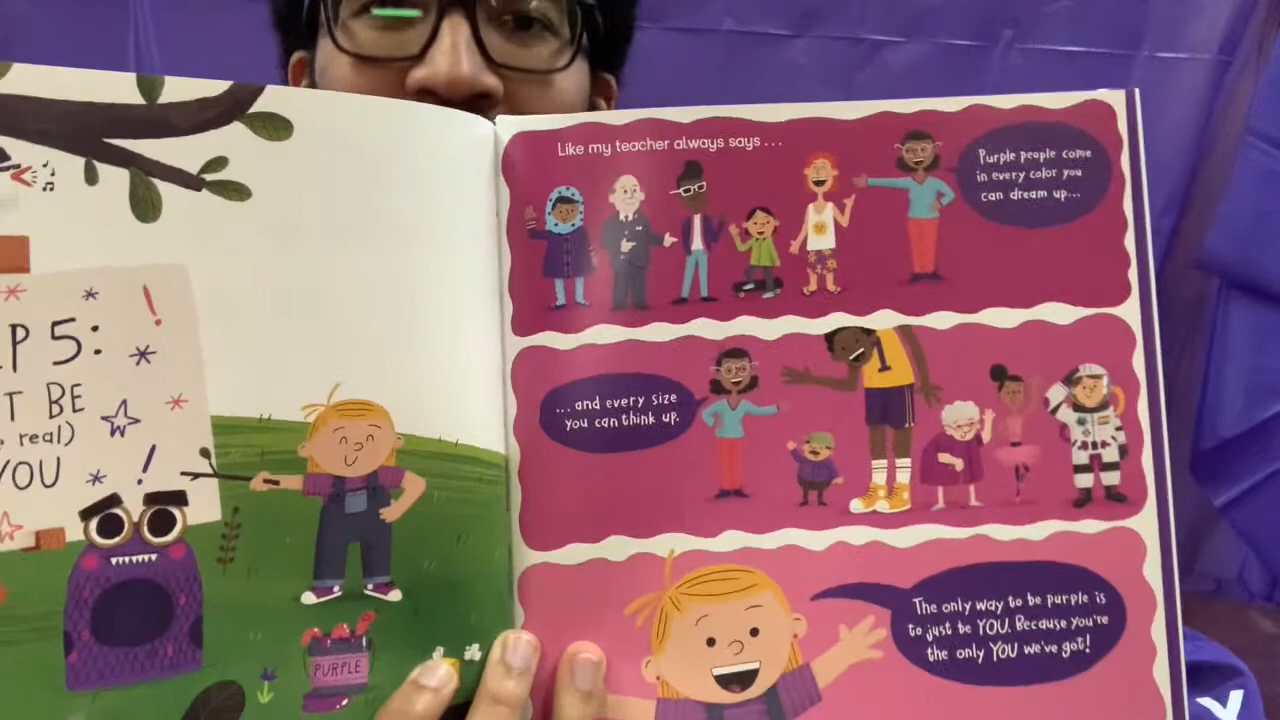 P 5:
T BE
real)
YOU
PURPLE
Like my teacher always says...
Purple people come
in every color you
can dream up...
...and every size
you can think up.
1
The only way to be purple is
to just be YOU. Because you're
the only YOU we've got!
Y